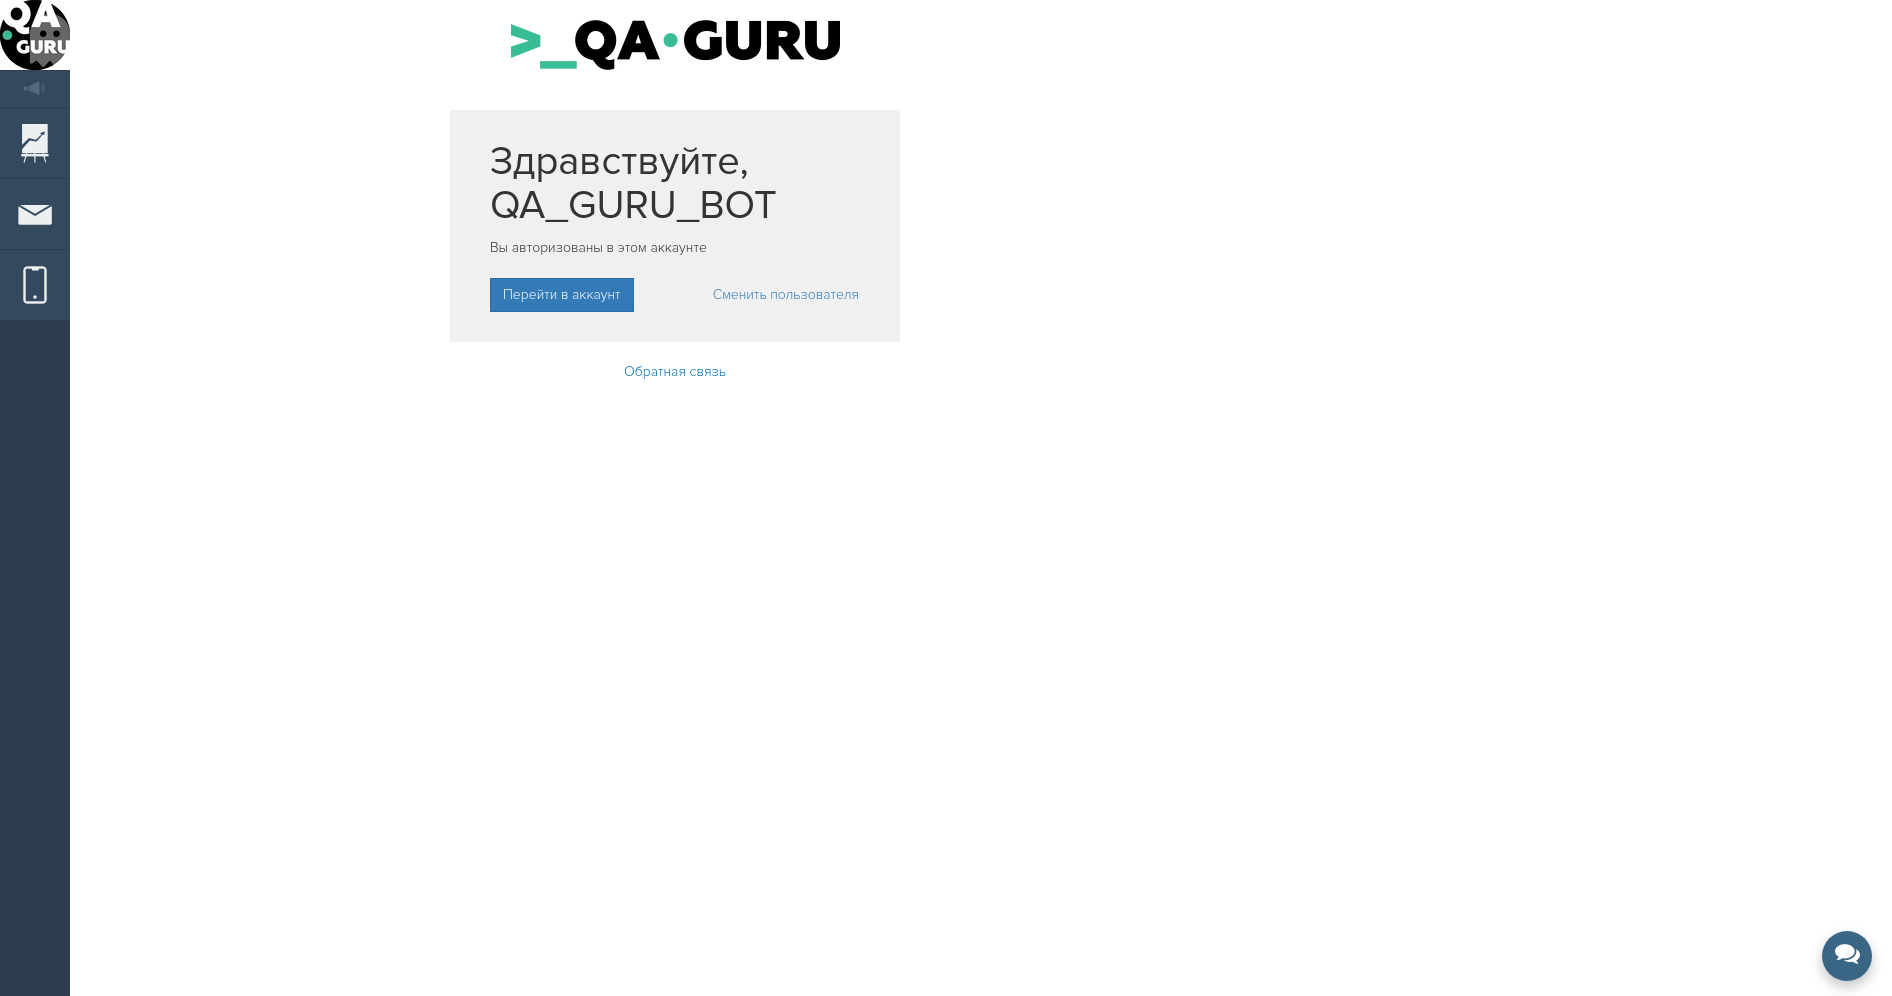 QA
GURU
>_QA•GURU
Здравствуйте,
QA_GURU_BOT
Вы авторизованы в этом аккаунте
Перейти в аккаунт
Сменить пользователя
Обратная связь